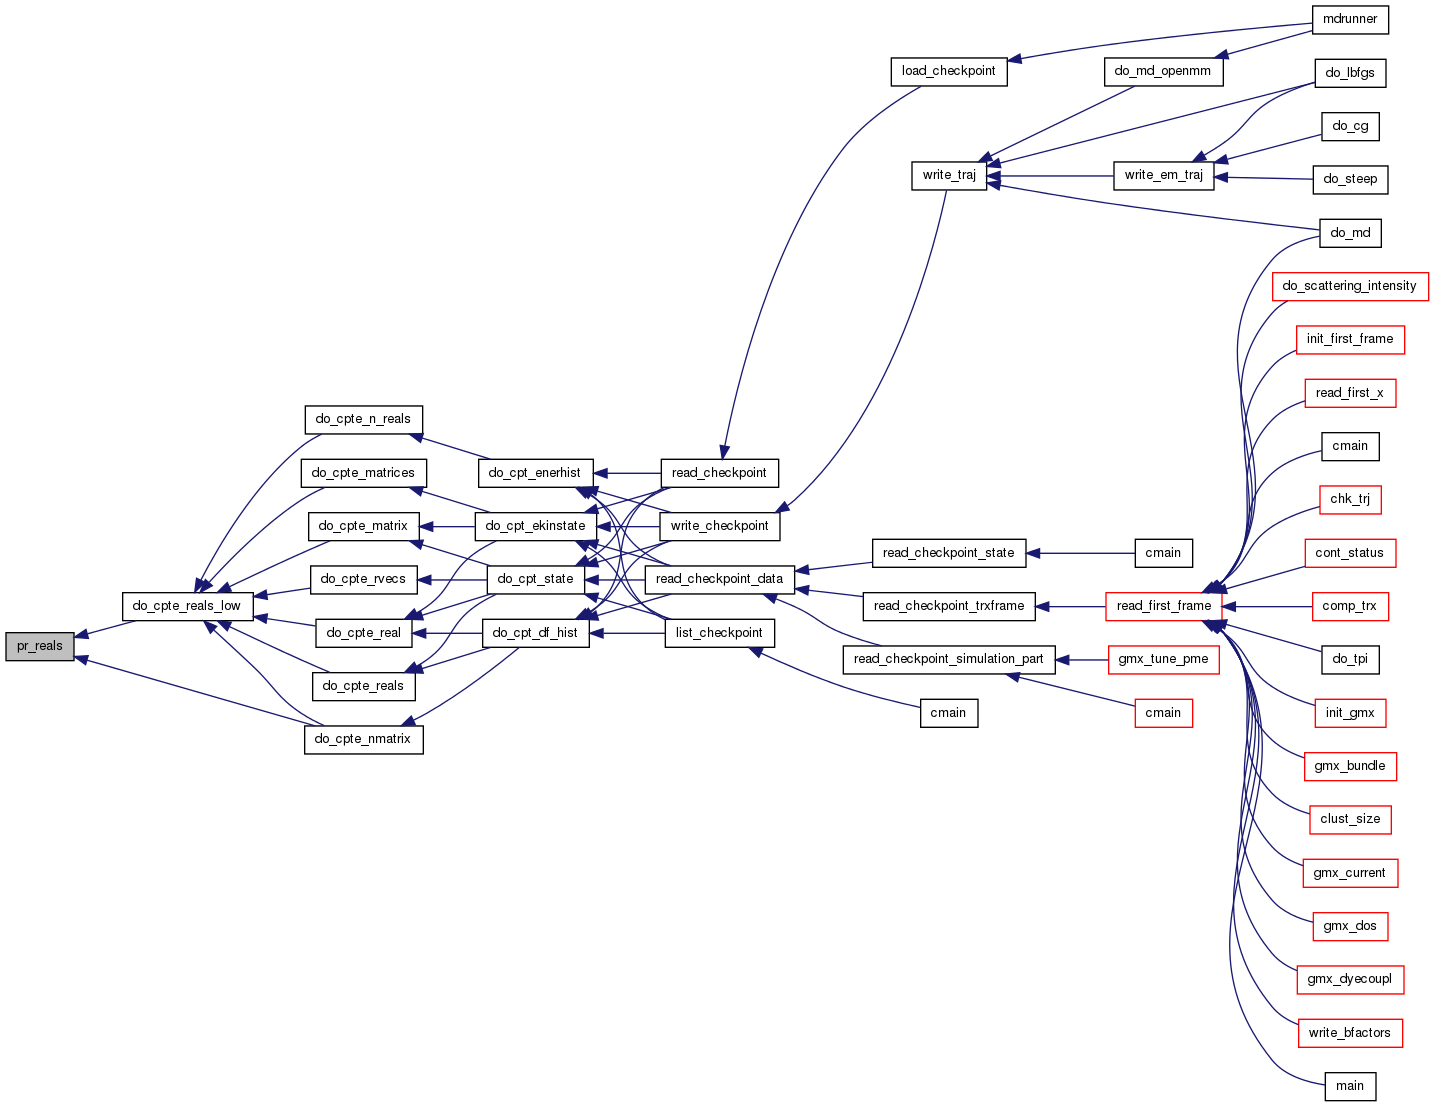 pr_reals
do_cpte_reals_low
do_cpte_n_reals
do_cpte_matrices
do_cpte_matrix
do_cpte_rvecs
do_cpte_real
do_cpte_reals
do_cpte_nmatrix
do_cpt_enerhist
do_cpt_ekinstate
do_cpt_state
do_cpt_df_hist
read_checkpoint
write_checkpoint
read_checkpoint_data
list_checkpoint
load_checkpoint
write_traj
read_checkpoint_state
read_checkpoint_trxframe
read_checkpoint_simulation_part
cmain
do_md_openmm
write_em_traj
cmain
read_first_frame
gmx_tune_pme
cmain
mdrunner
do_lbfgs
do_cg
do_steep
do_md
do_scattering_intensity
init_first_frame
read_first_x
cmain
chk_trj
cont_status
comp_trx
do_tpi
init_gmx
gmx_bundle
clust_size
gmx_current
gmx_dos
gmx_dyecoupl
write_bfactors
main